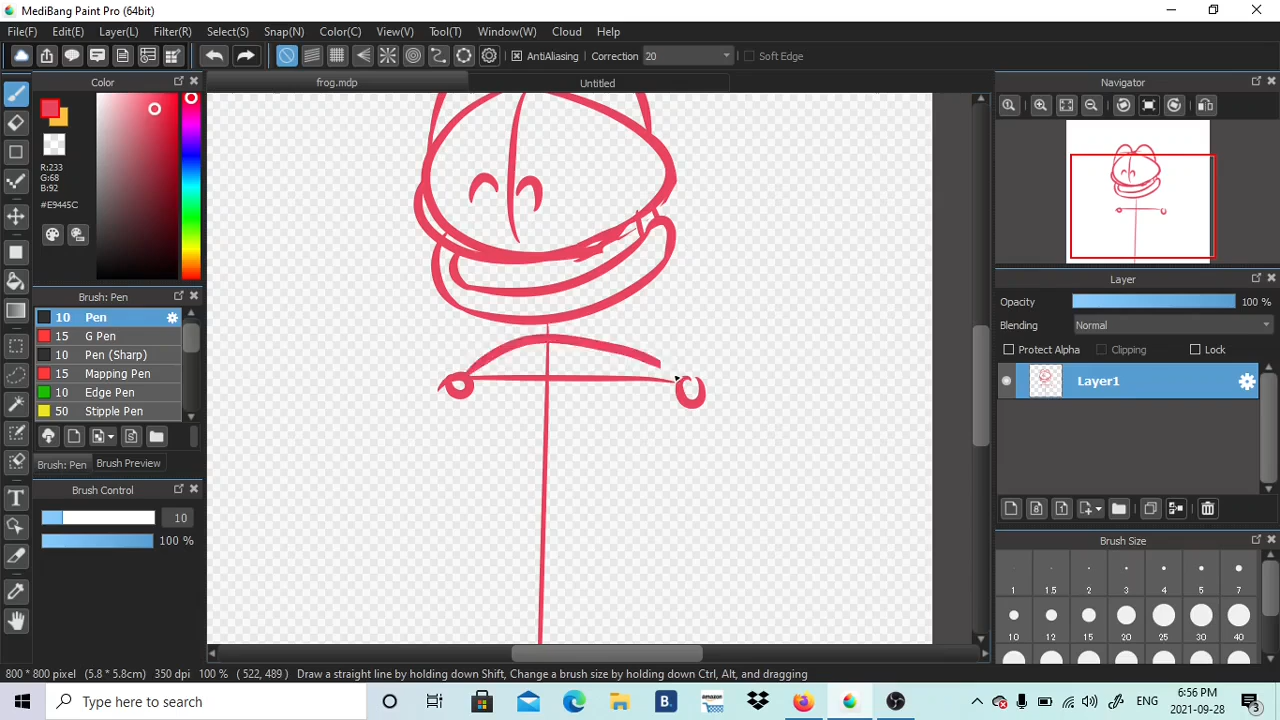 MediBang Paint Pro (64bit)
File(F) Edit(E) Layer(L) Filter(R) Select(S) Snap(N) Color(C) View(V) Tool(T) Window(W) Cloud Help
AntiAliasing Correction 20 Soft Edge
Color
frog.mdp
Untitled
Navigator
R:233
G:68
B:92
#E9445C
Brush: Pen
10 Pen
15 G Pen
10 Pen (Sharp)
15 Mapping Pen
10 Edge Pen
50 Stipple Pen
Brush: Pen Brush Preview
Brush Control
10
100 %
Layer
Opacity 100 %
Blending Normal
Protect Alpha Clipping Lock
Layer1
Brush Size
1 1.5 2 3 4 5 7
10 12 15 20 25 30 40
800 * 800 pixel (5.8 * 5.8cm) 350 dpi 100 % ( 522, 489 ) Draw a straight line by holding down Shift, Change a brush size by holding down Ctrl, Alt, and dragging
Type here to search
B.
amazon
ENG
6:56 PM
2021-09-28
3